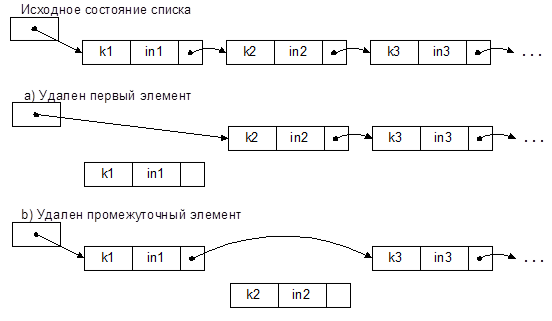 Исходное состояние списка
k1 in1 k2 in2 k3 in3 ...
a) Удален первый элемент
k2 in2 k3 in3 ...
k1 in1
b) Удален промежуточный элемент
k1 in1 k3 in3 ...
k2 in2